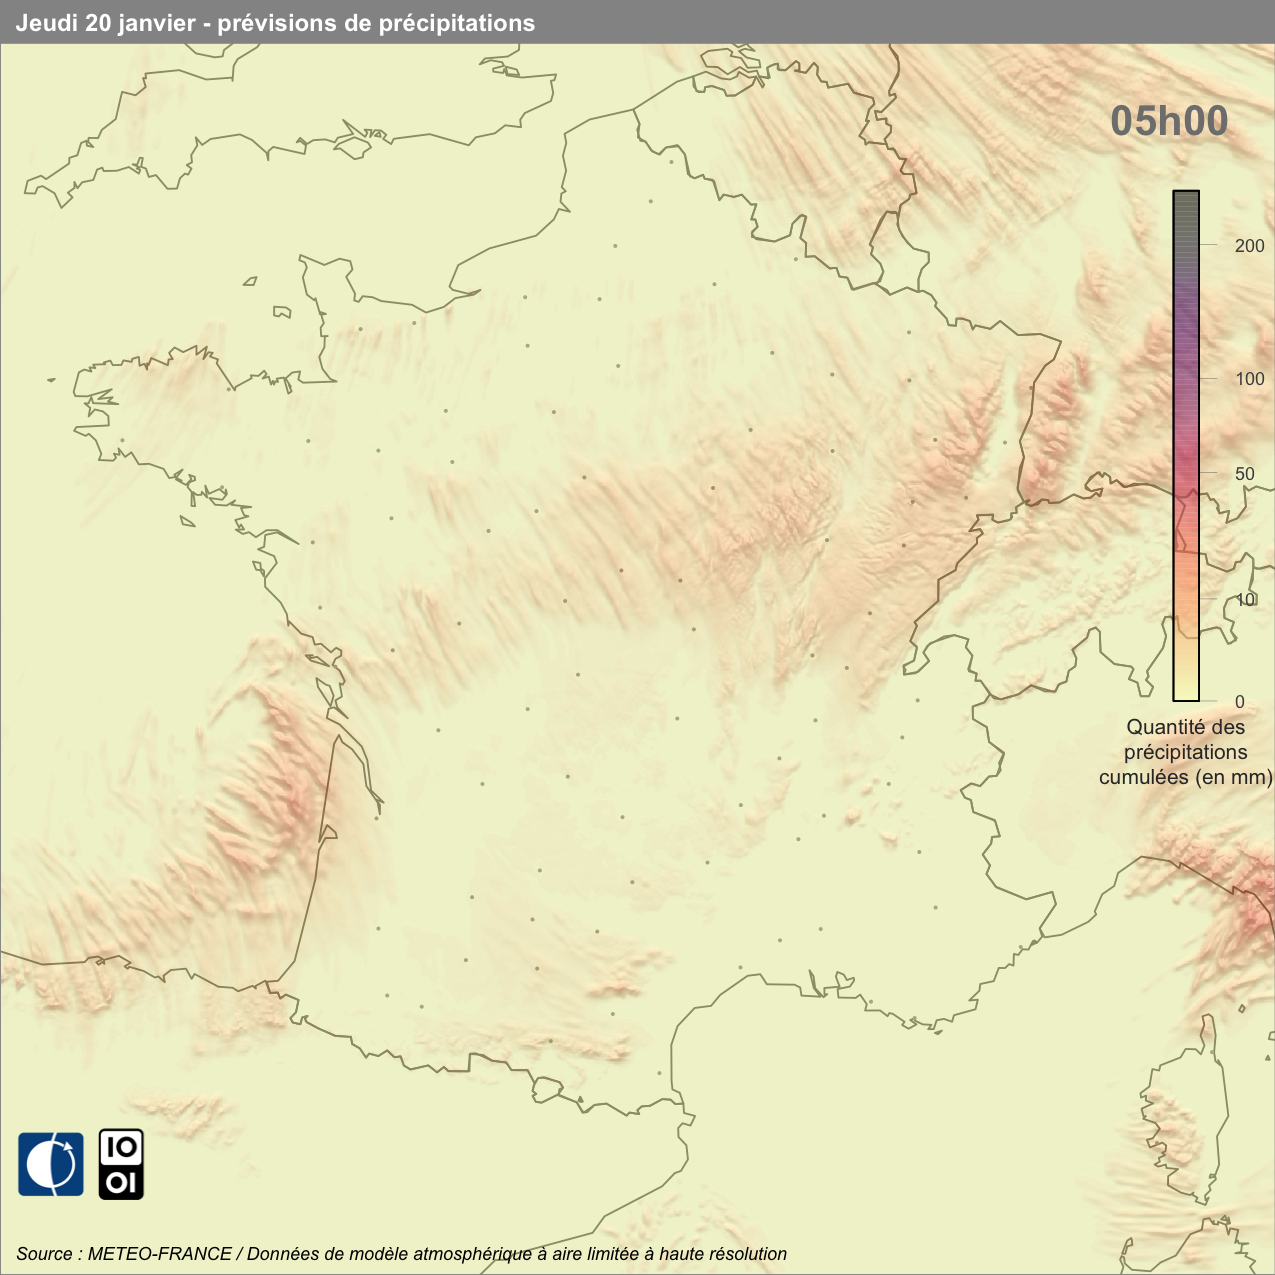 Jeudi 20 janvier - prévisions de précipitations
05h00
200
100
50
10
0
Quantité des
précipitations
cumulées (en mm)
IO
OI
Source : METEO-FRANCE / Données de modèle atmosphérique à aire limitée à haute résolution